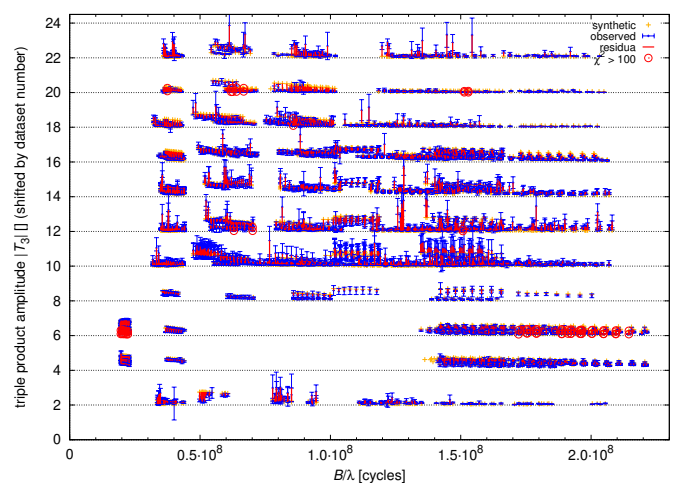 synthetic
observed
residua
χ² > 100
triple product amplitude | T₃| [] (shifted by dataset number)
24
22
20
18
16
14
12
10
8
6
4
2
0
0 0.5·10⁸ 1.0·10⁸ 1.5·10⁸ 2.0·10⁸
B/λ [cycles]